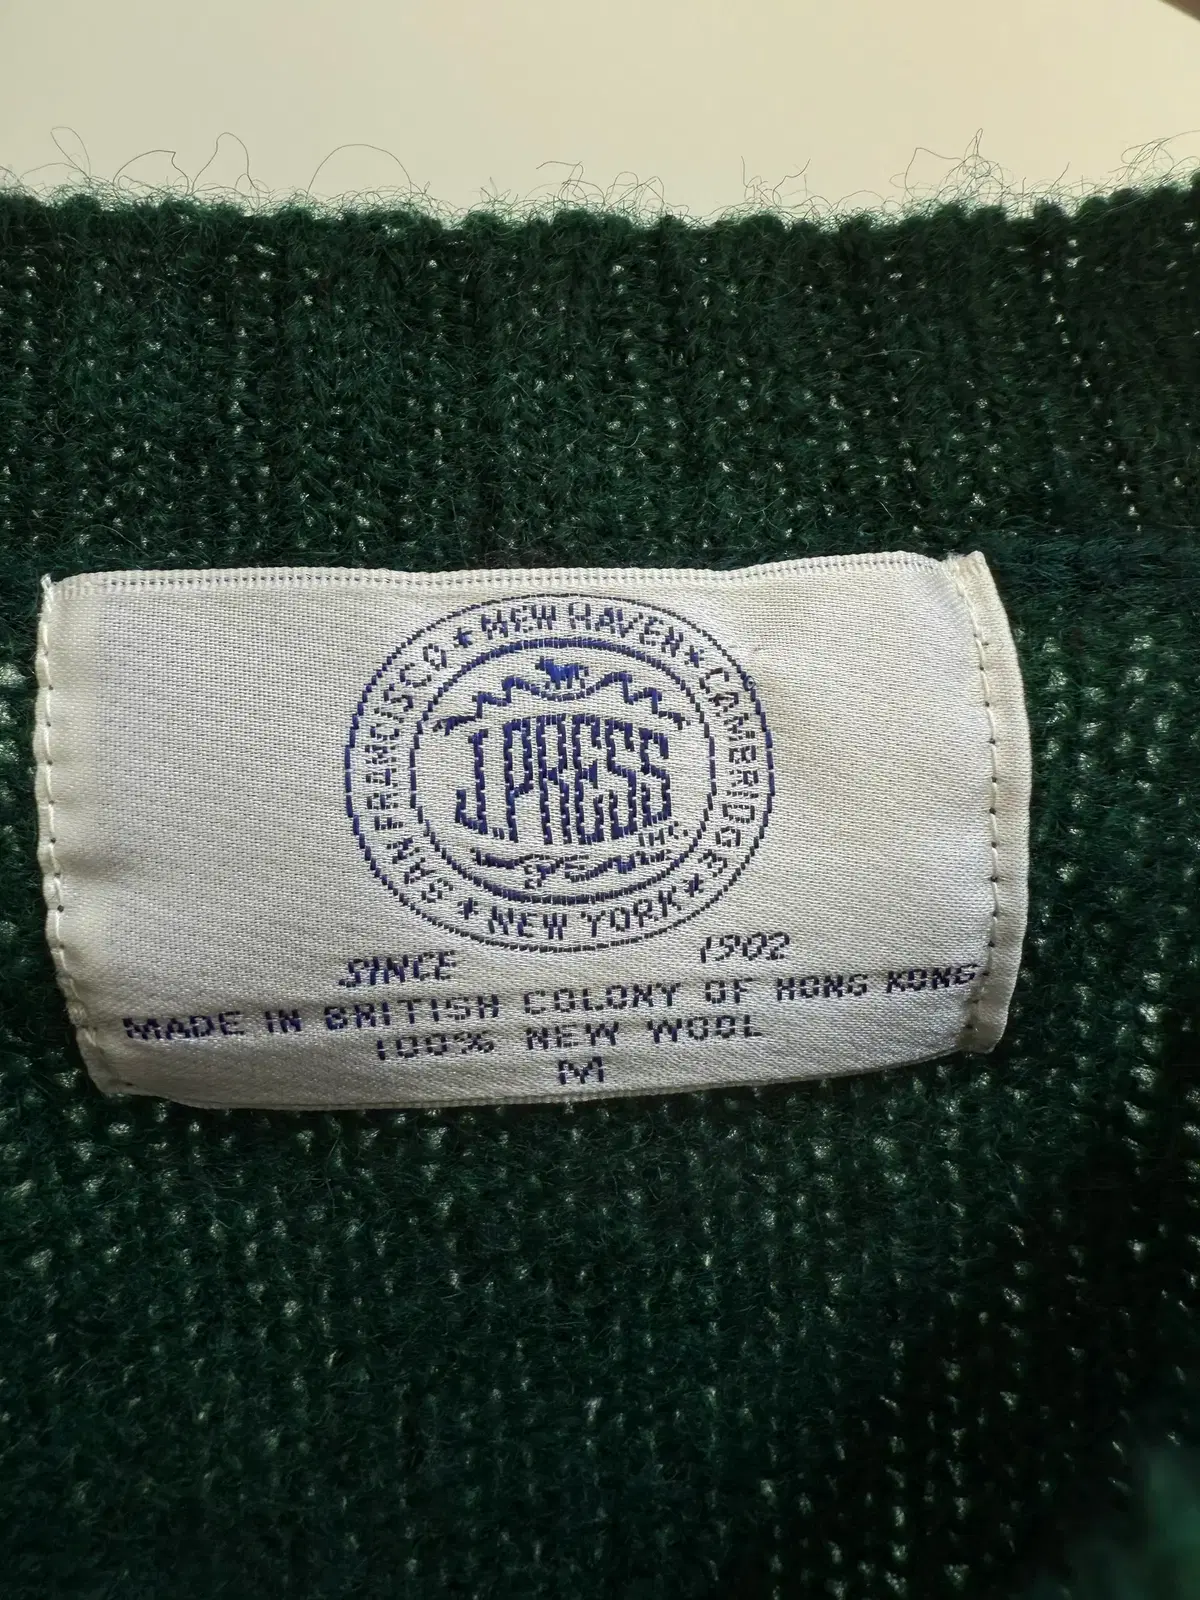 SAN FRANCISCO ★ NEW HAVEN ★ CAMBRIDGE ★ NEW YORK ★
J.PRESS
INC.
SINCE 1902
MADE IN BRITISH COLONY OF HONG KONG
100% NEW WOOL
M